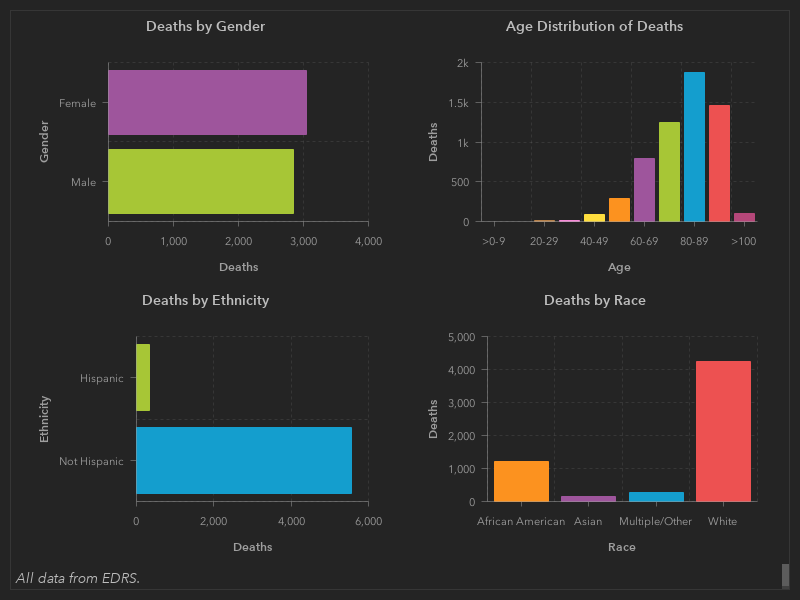 Deaths by Gender
Gender
Female
Male
0 1,000 2,000 3,000 4,000
Deaths
Age Distribution of Deaths
Deaths
2k
1.5k
1k
500
0
>0-9 20-29 40-49 60-69 80-89 >100
Age
Deaths by Ethnicity
Ethnicity
Hispanic
Not Hispanic
0 2,000 4,000 6,000
Deaths
Deaths by Race
Deaths
5,000
4,000
3,000
2,000
1,000
0
African American Asian Multiple/Other White
Race
All data from EDRS.